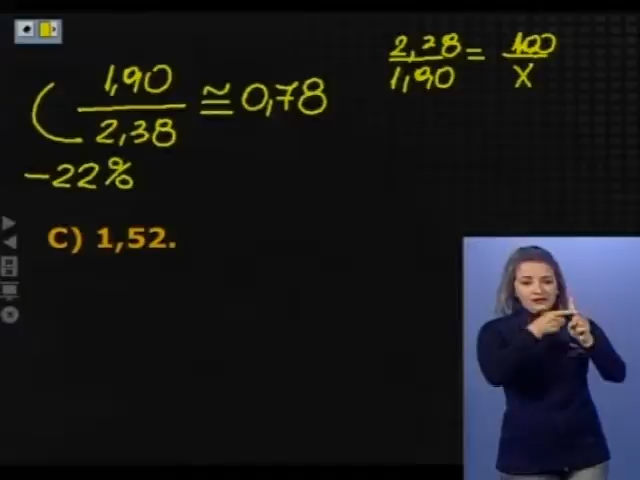 1,90 / 2,38 ≅ 0,78
-22%
2,28 / 1,90 = 100 / X
C) 1,52.